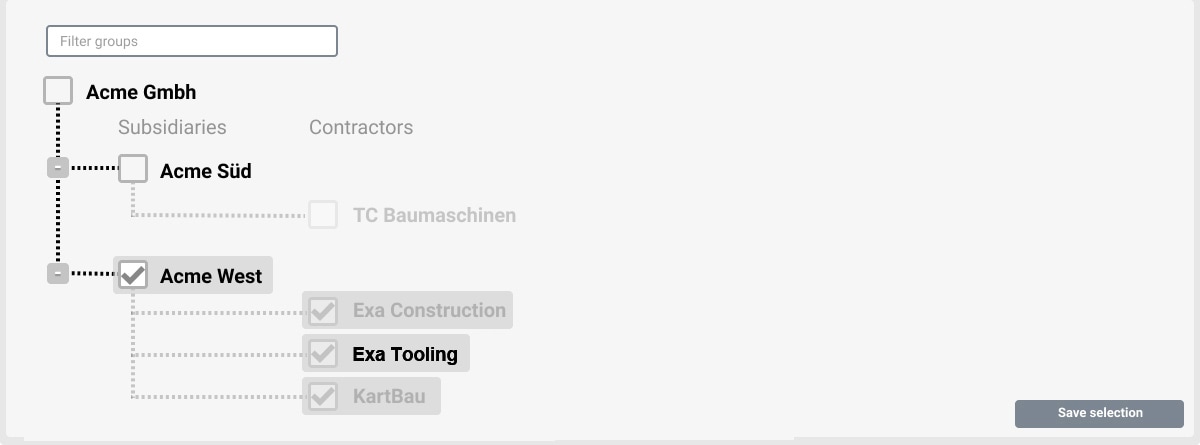 Filter groups
Acme Gmbh
Subsidiaries Contractors
Acme Süd
TC Baumaschinen
Acme West
Exa Construction
Exa Tooling
KartBau
Save selection